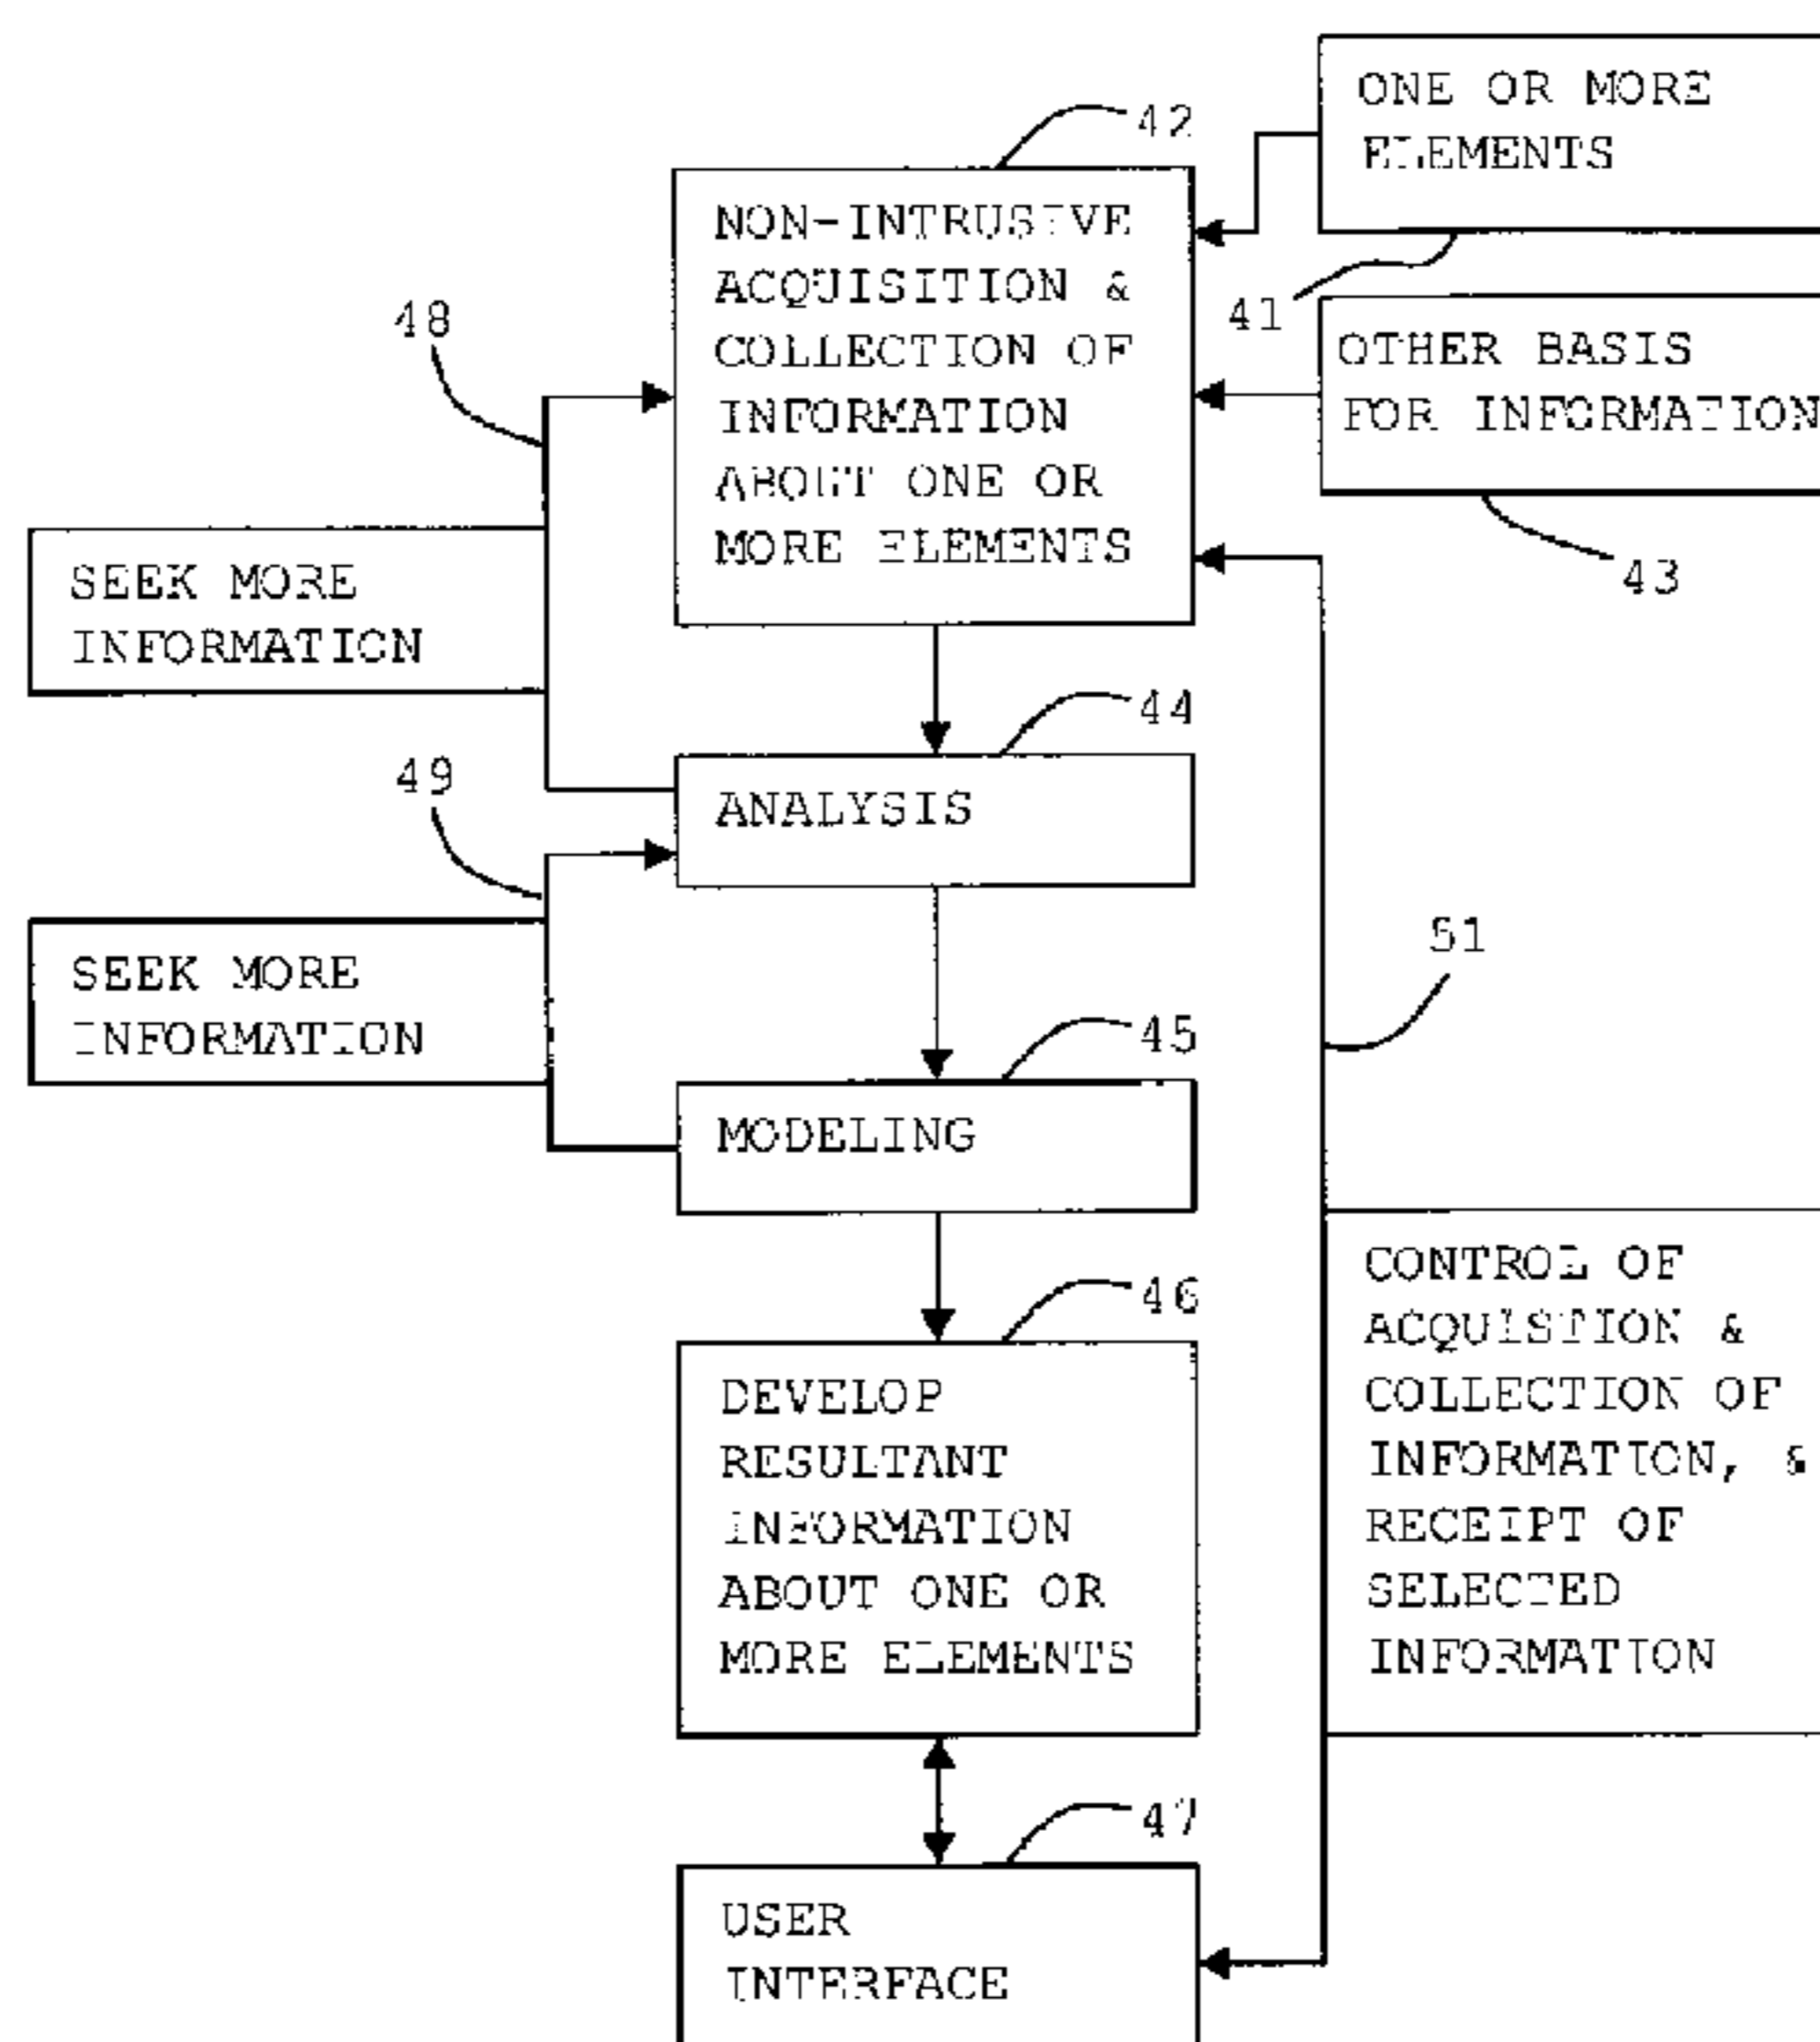 ONE OR MORE
ELEMENTS
41
42
NON-INTRUSIVE
ACQUISITION &
COLLECTION OF
INFORMATION
ABOUT ONE OR
MORE ELEMENTS
OTHER BASIS
FOR INFORMATION
43
48
SEEK MORE
INFORMATION
44
ANALYSIS
49
SEEK MORE
INFORMATION
51
45
MODELING
46
DEVELOP
RESULTANT
INFORMATION
ABOUT ONE OR
MORE ELEMENTS
CONTROL OF
ACQUISTION &
COLLECTION OF
INFORMATION, &
RECEIPT OF
SELECTED
INFORMATION
47
USER
INTERFACE